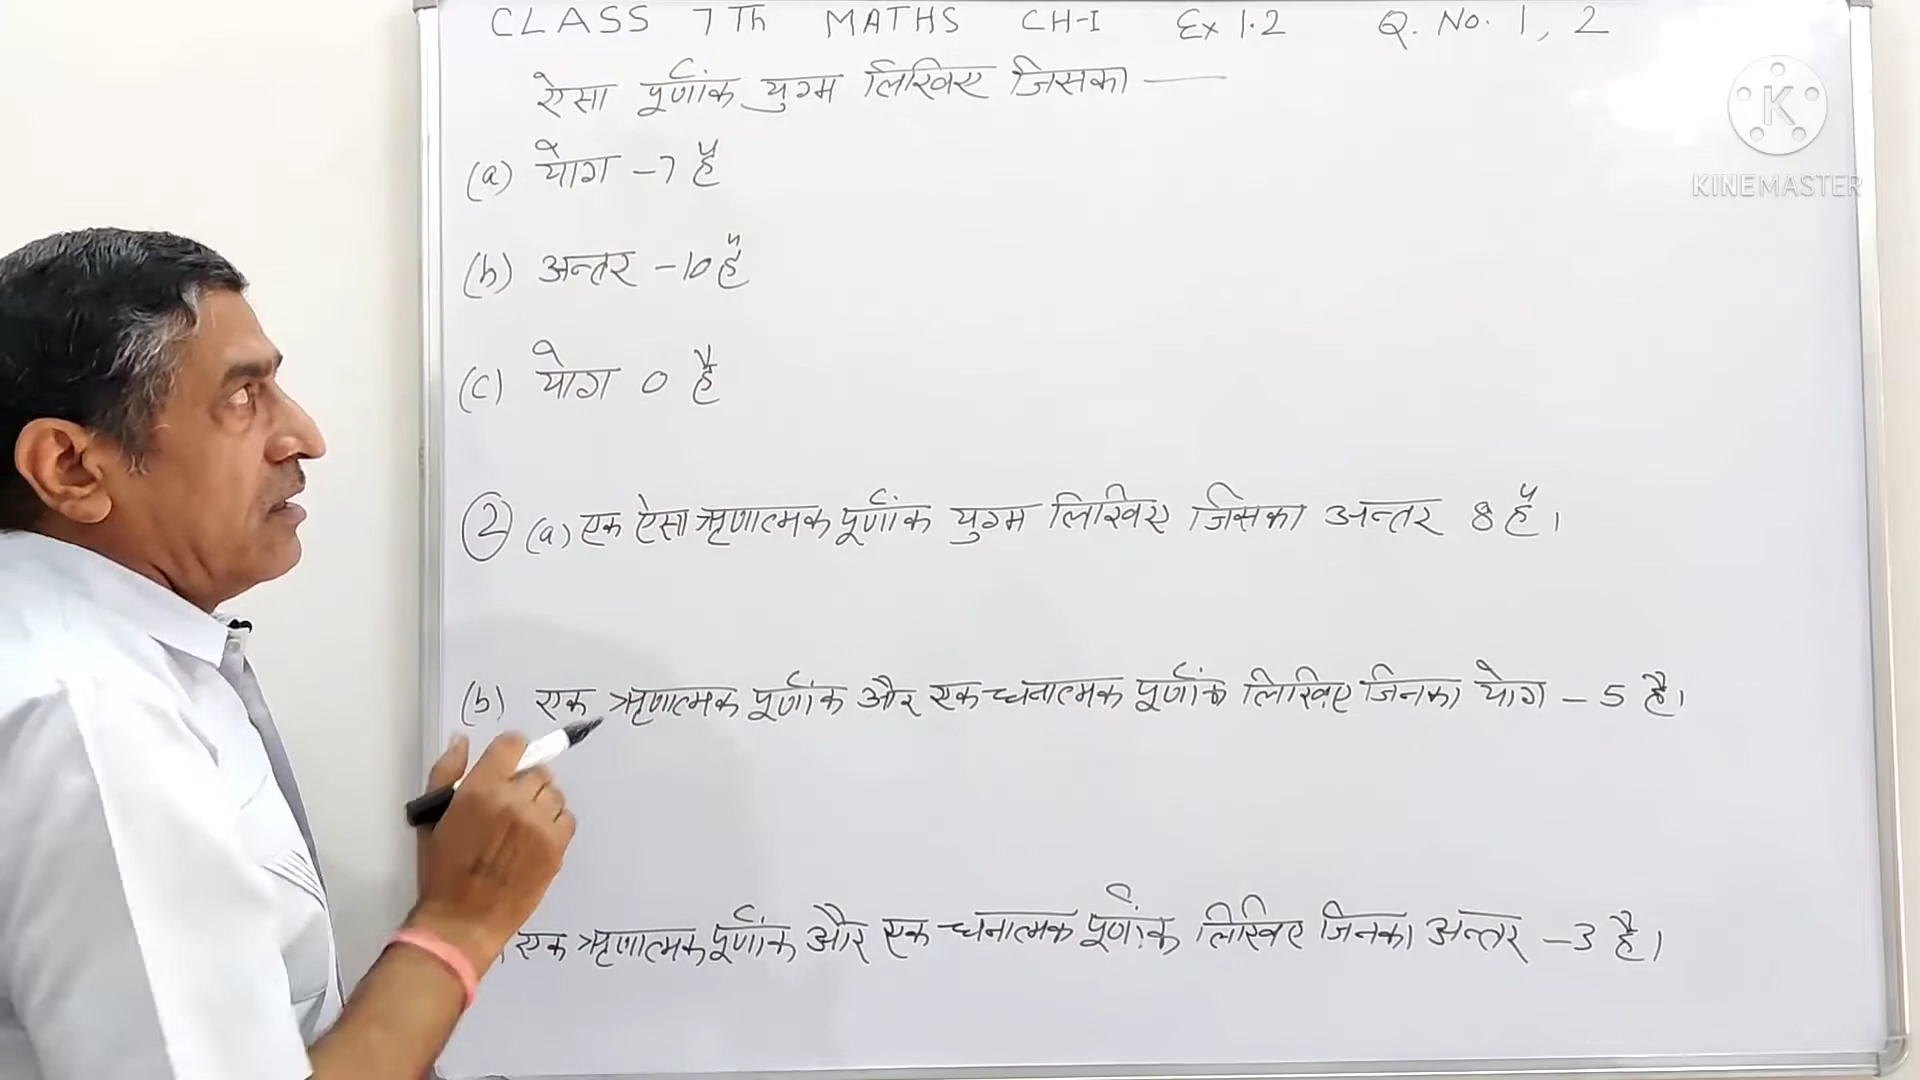 CLASS 7Th MATHS CH-I Ex 1.2 Q. No. 1, 2
ऐसा पूर्णांक युग्म लिखिए जिसका —
(a) योग -7 है
(b) अन्तर -10 है
(c) योग 0 है
② (a) एक ऐसा ऋणात्मक पूर्णांक युग्म लिखिए जिसका अन्तर 8 है।
(b) एक ऋणात्मक पूर्णांक और एक धनात्मक पूर्णांक लिखिए जिनका योग -5 है।
एक ऋणात्मक पूर्णांक और एक धनात्मक पूर्णांक लिखिए जिनका अन्तर -3 है।
K
KINEMASTER